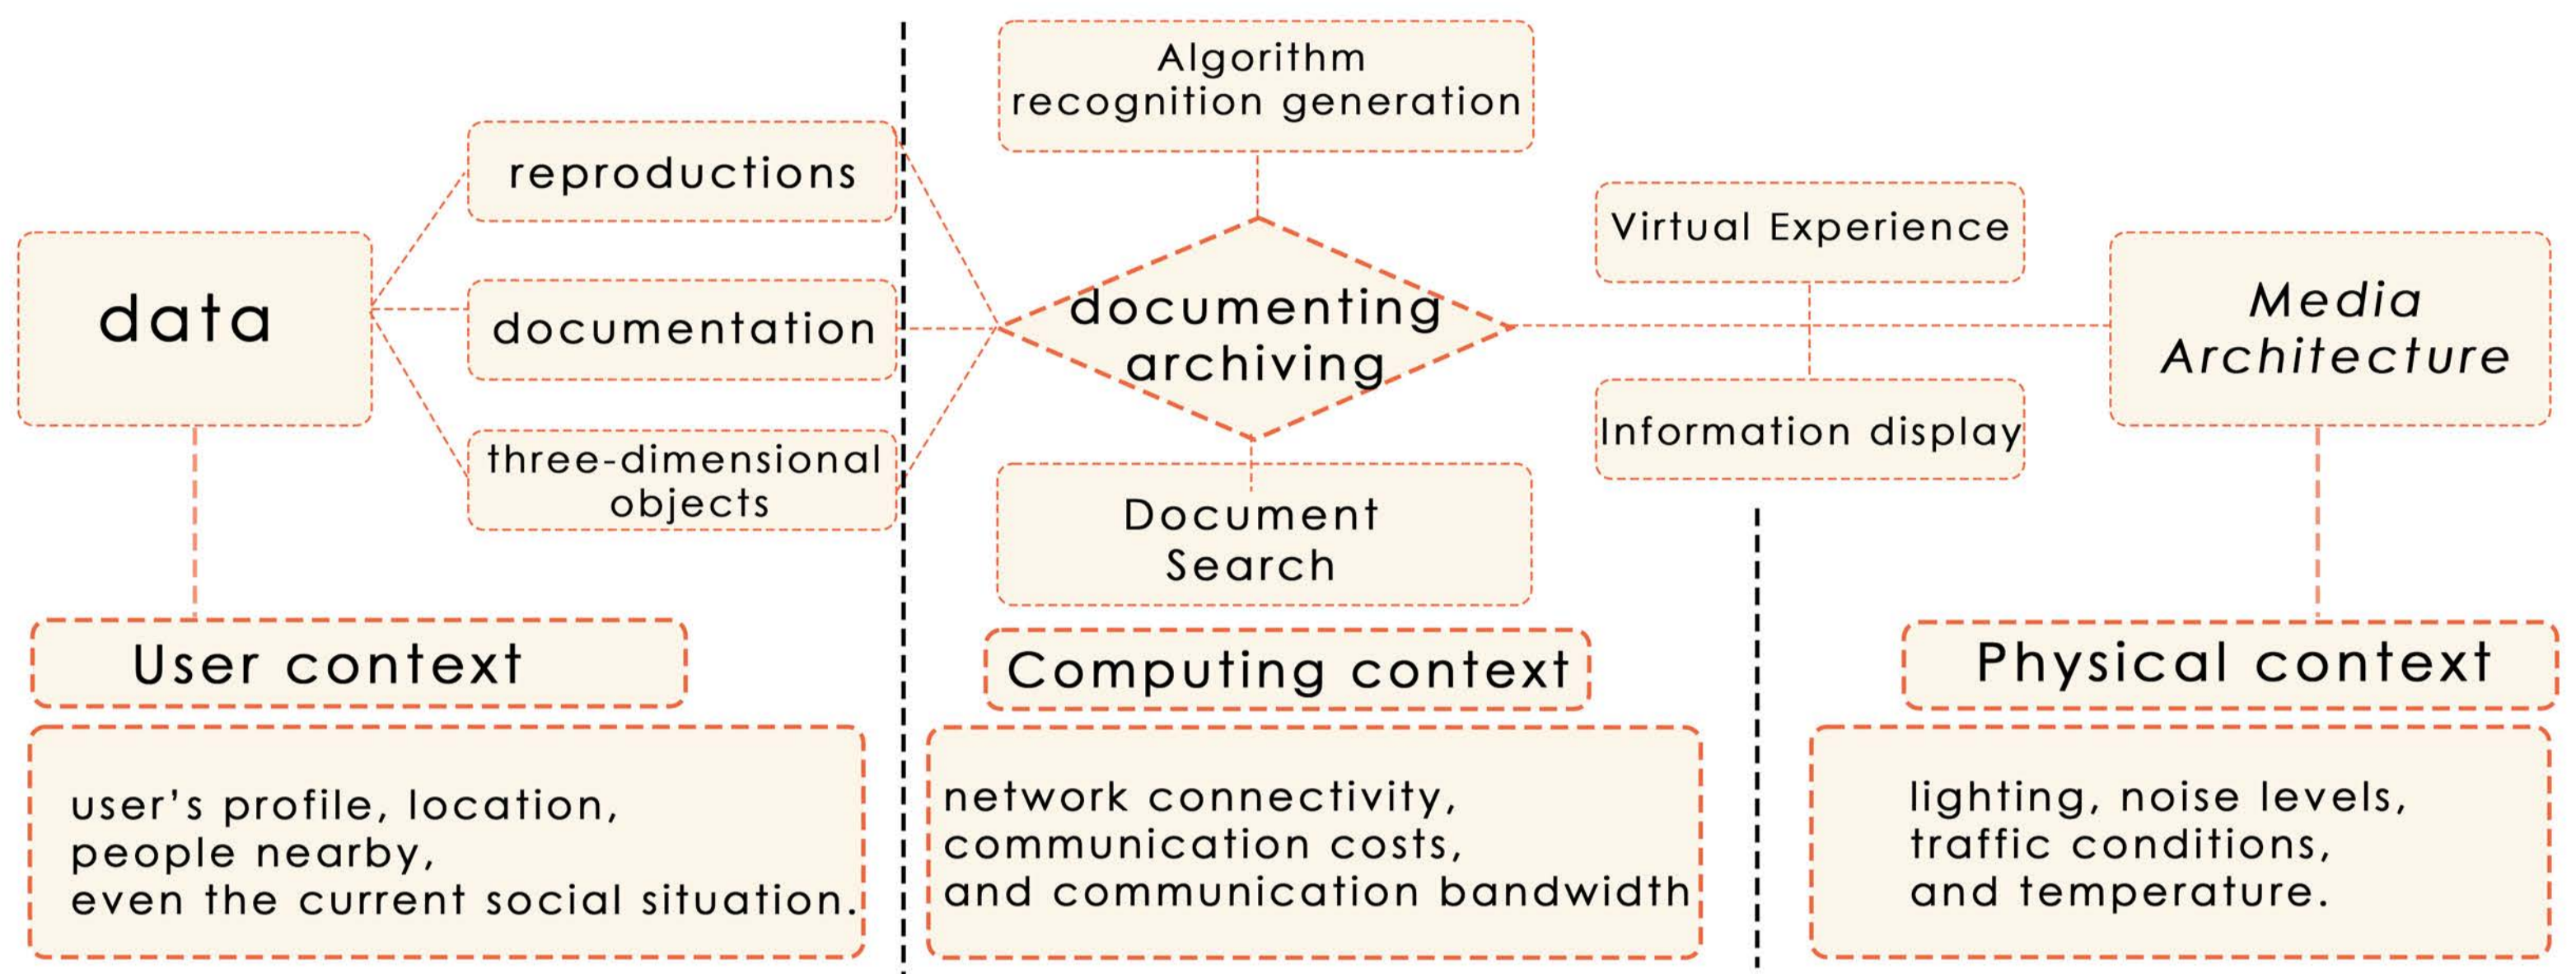 data
reproductions
documentation
three-dimensional
objects
Algorithm
recognition generation
documenting
archiving
Document
Search
Virtual Experience
Information display
Media
Architecture
User context
user's profile, location,
people nearby,
even the current social situation.
Computing context
network connectivity,
communication costs,
and communication bandwidth
Physical context
lighting, noise levels,
traffic conditions,
and temperature.